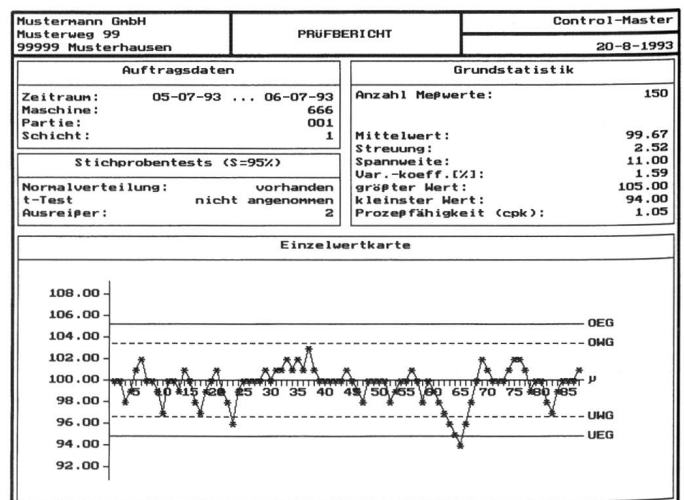 Mustermann GmbH
Musterweg 99
99999 Musterhausen
PRüFBERICHT
Control-Master
20-8-1993
Auftragsdaten
Zeitraum: 05-07-93 ... 06-07-93
Maschine: 666
Partie: 001
Schicht: 1
Stichprobentests (S=95%)
Normalverteilung: vorhanden
t-Test nicht angenommen
Ausreißer: 2
Grundstatistik
Anzahl Meßwerte: 150
Mittelwert: 99.67
Streuung: 2.52
Spannweite: 11.00
Var.-koeff.[%]: 1.59
größter Wert: 105.00
kleinster Wert: 94.00
Prozeßfähigkeit (cpk): 1.05
Einzelwertkarte
108.00
106.00
104.00
102.00
100.00
98.00
96.00
94.00
92.00
OEG
OWG
µ
UWG
UEG
5 10 15 20 25 30 35 40 45 50 55 60 65 70 75 80 85